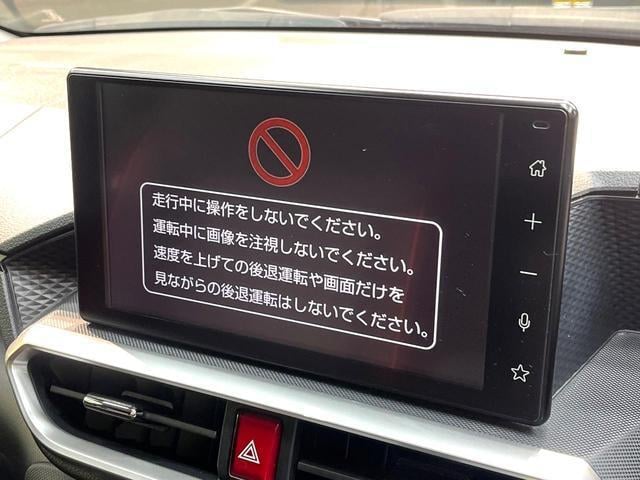 走行中に操作をしないでください。
運転中に画像を注視しないでください。
速度を上げての後退運転や画面だけを
見ながらの後退運転はしないでください。